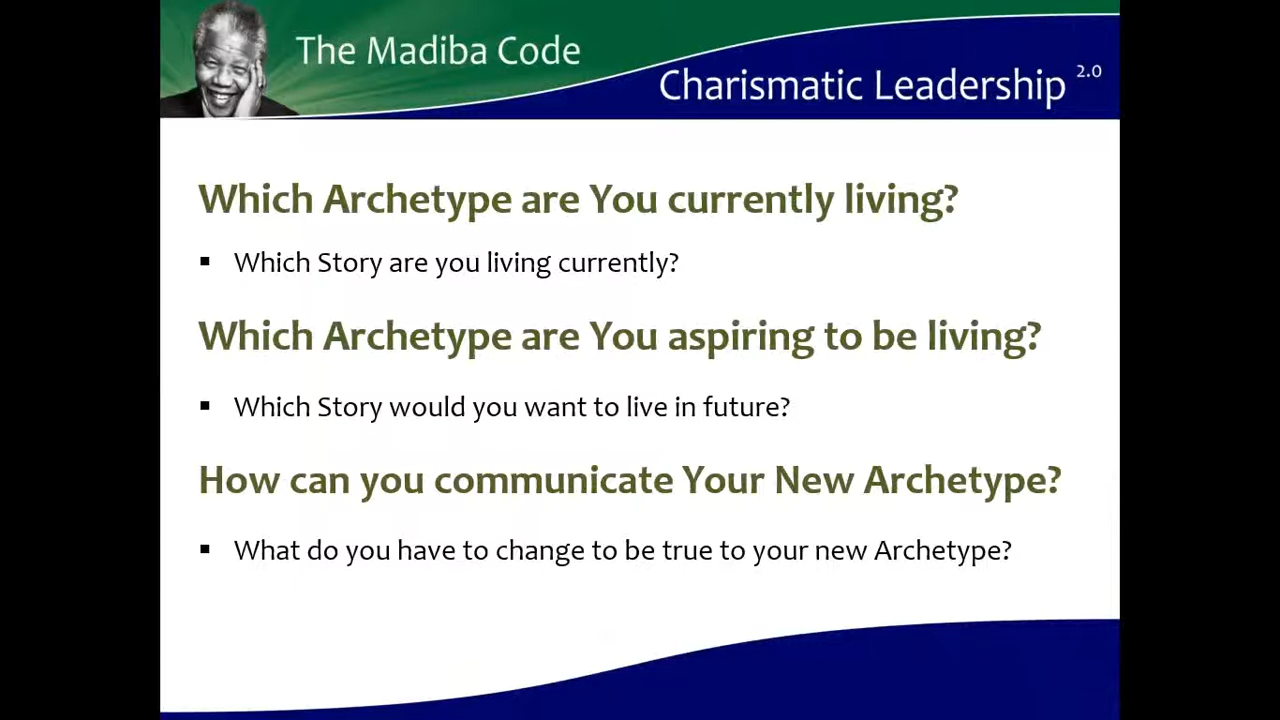 The Madiba Code
Charismatic Leadership 2.0
Which Archetype are You currently living?
▪ Which Story are you living currently?
Which Archetype are You aspiring to be living?
▪ Which Story would you want to live in future?
How can you communicate Your New Archetype?
▪ What do you have to change to be true to your new Archetype?